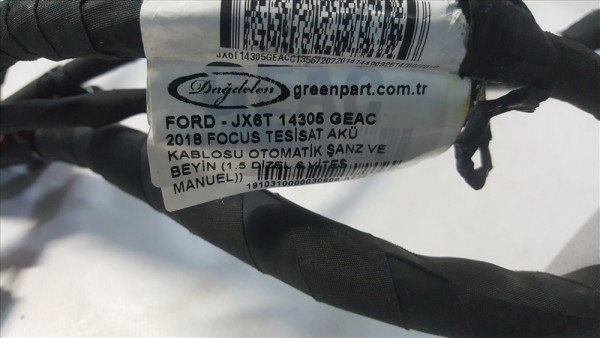 Dağdelen greenpart.com.tr
FORD - JX6T 14305 GEAC
2018 FOCUS TESİSAT AKÜ
KABLOSU OTOMATİK ŞANZ VE
BEYİN (1.5 DİZEL 6 VİTES
MANUEL))